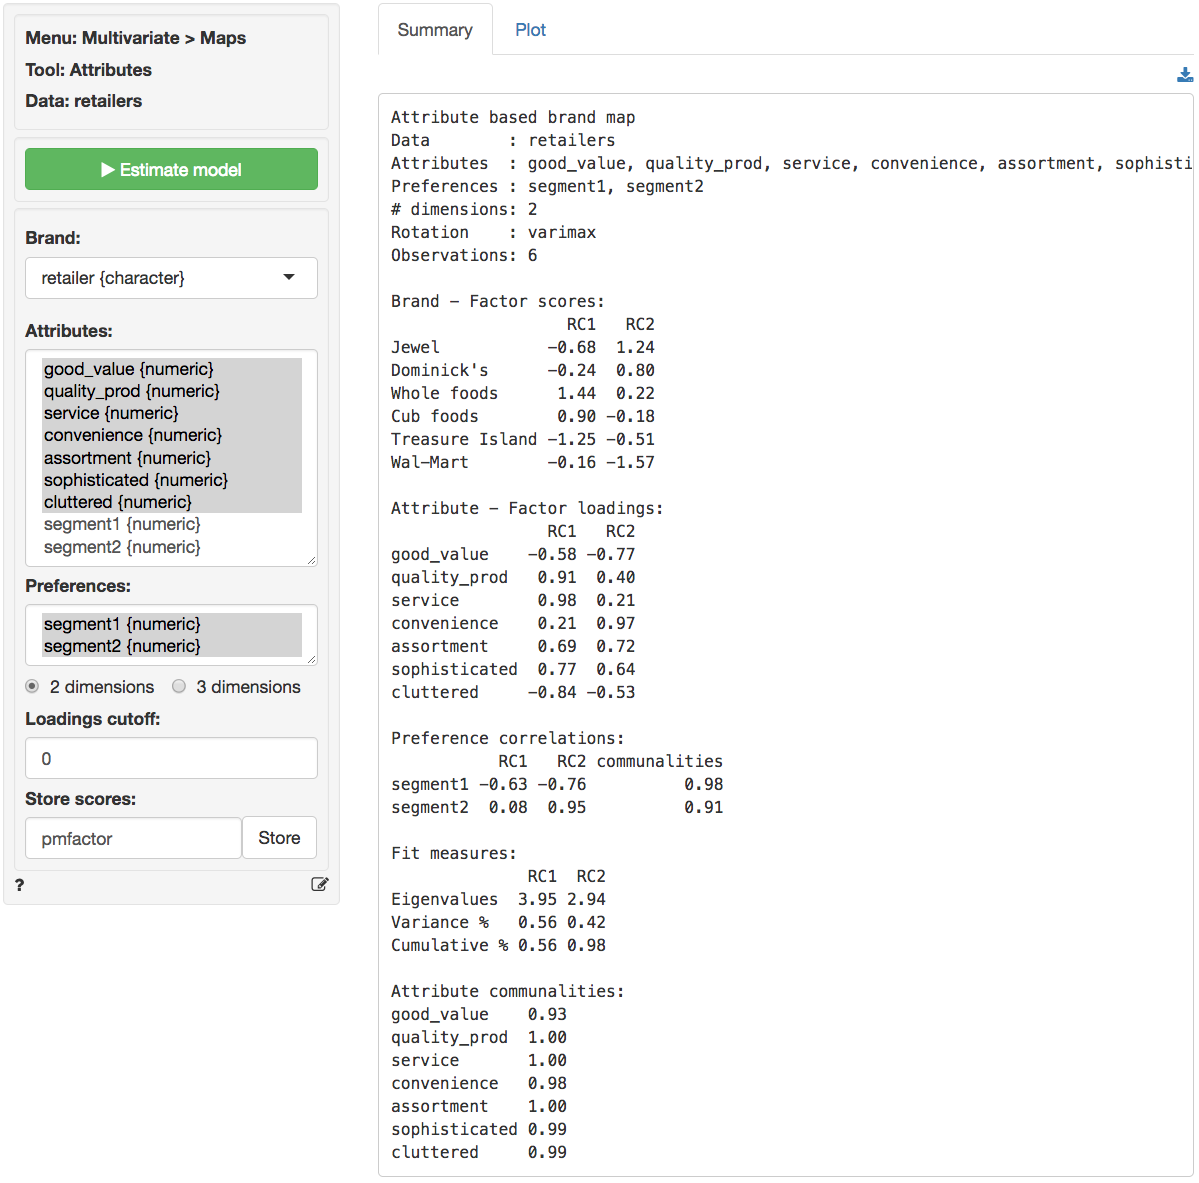 Menu: Multivariate > Maps
Tool: Attributes
Data: retailers
Estimate model
Brand:
retailer {character}
Attributes:
good_value {numeric}
quality_prod {numeric}
service {numeric}
convenience {numeric}
assortment {numeric}
sophisticated {numeric}
cluttered {numeric}
segment1 {numeric}
segment2 {numeric}
Preferences:
segment1 {numeric}
segment2 {numeric}
2 dimensions 3 dimensions
Loadings cutoff:
0
Store scores:
pmfactor Store
?
Summary Plot
Attribute based brand map
Data        : retailers
Attributes  : good_value, quality_prod, service, convenience, assortment, sophisti
Preferences : segment1, segment2
# dimensions: 2
Rotation    : varimax
Observations: 6
Brand – Factor scores:
RC1 RC2
Jewel −0.68 1.24
Dominick's −0.24 0.80
Whole foods 1.44 0.22
Cub foods 0.90 −0.18
Treasure Island −1.25 −0.51
Wal–Mart −0.16 −1.57
Attribute – Factor loadings:
RC1 RC2
good_value −0.58 −0.77
quality_prod 0.91 0.40
service 0.98 0.21
convenience 0.21 0.97
assortment 0.69 0.72
sophisticated 0.77 0.64
cluttered −0.84 −0.53
Preference correlations:
RC1 RC2 communalities
segment1 −0.63 −0.76 0.98
segment2 0.08 0.95 0.91
Fit measures:
RC1 RC2
Eigenvalues 3.95 2.94
Variance % 0.56 0.42
Cumulative % 0.56 0.98
Attribute communalities:
good_value 0.93
quality_prod 1.00
service 1.00
convenience 0.98
assortment 1.00
sophisticated 0.99
cluttered 0.99